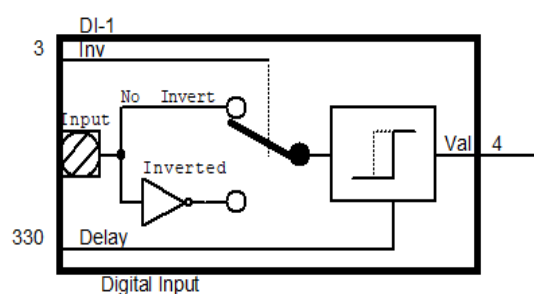 DI-1
3 Inv
No Invert
Input
Inverted
Val 4
330 Delay
Digital Input